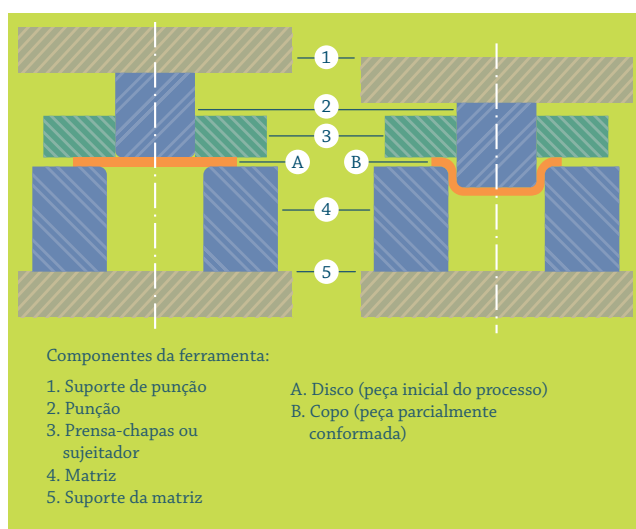 1
2
3
A
B
4
5
Componentes da ferramenta:
1. Suporte de punção
2. Punção
3. Prensa-chapas ou
sujeitador
4. Matriz
5. Suporte da matriz
A. Disco (peça inicial do processo)
B. Copo (peça parcialmente
conformada)